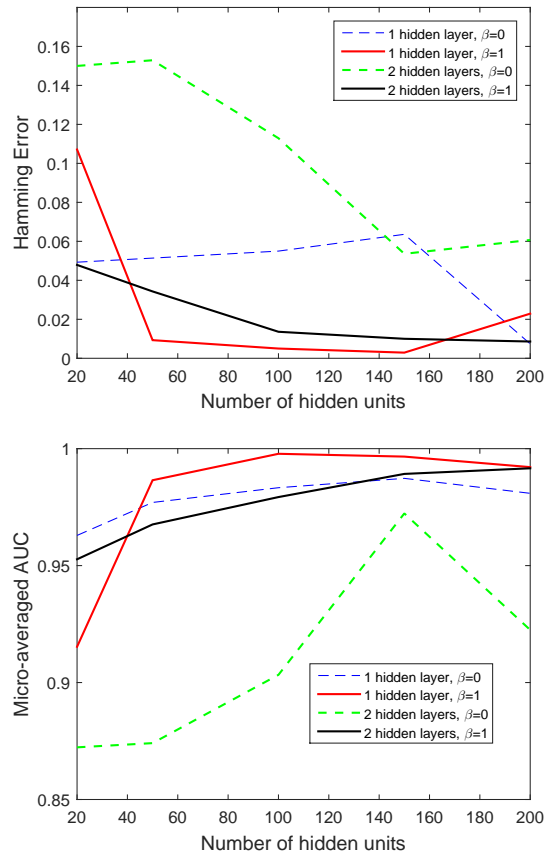 0.18
0.16
0.14
0.12
0.1
0.08
0.06
0.04
0.02
0
Hamming Error
1 hidden layer, β=0
1 hidden layer, β=1
2 hidden layers, β=0
2 hidden layers, β=1
20 40 60 80 100 120 140 160 180 200
Number of hidden units
1
0.95
0.9
0.85
Micro-averaged AUC
1 hidden layer, β=0
1 hidden layer, β=1
2 hidden layers, β=0
2 hidden layers, β=1
20 40 60 80 100 120 140 160 180 200
Number of hidden units